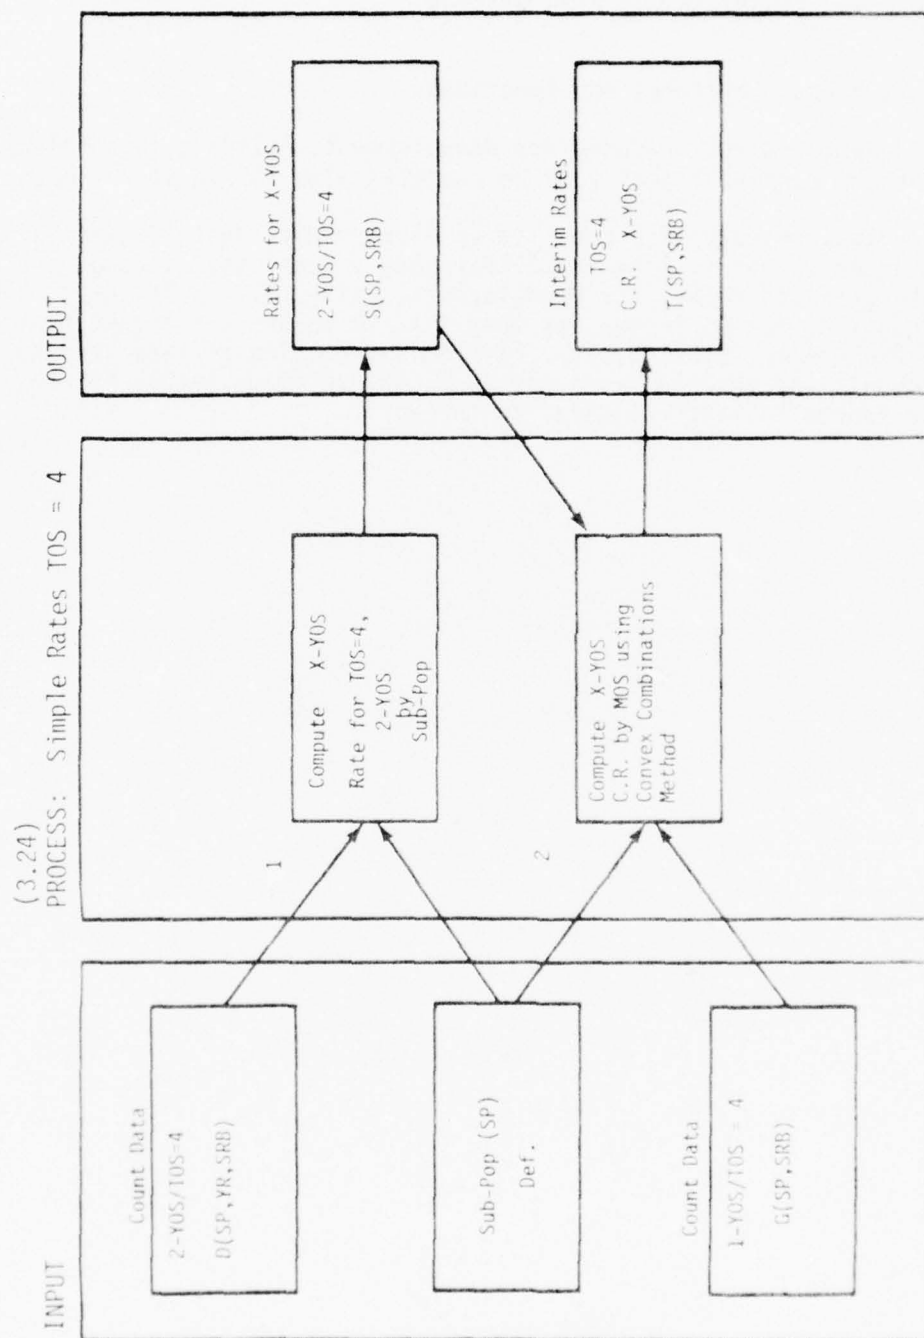 (3.24)
PROCESS: Simple Rates TOS = 4
INPUT
Count Data
2-YOS/TOS=4
D(SP,YR,SRB)
Sub-Pop (SP)
Def.
Count Data
1-YOS/TOS = 4
G(SP,SRB)
1
Compute X-YOS
Rate for TOS=4,
2-YOS
by
Sub-Pop
2
Compute X-YOS
C.R. by MOS using
Convex Combinations
Method
OUTPUT
Rates for X-YOS
2-YOS/TOS=4
S(SP,SRB)
Interim Rates
TOS=4
C.R. X-YOS
T(SP,SRB)